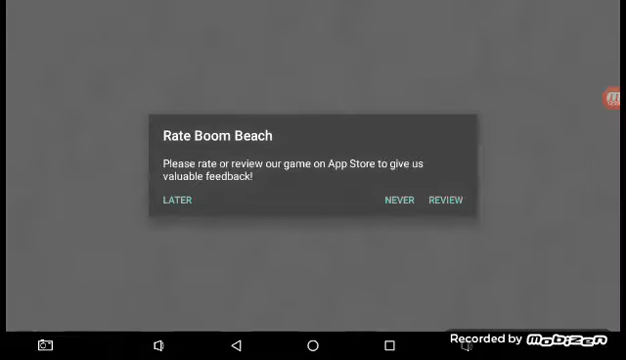 Rate Boom Beach
Please rate or review our game on App Store to give us
valuable feedback!
LATER NEVER REVIEW
Recorded by mobizen